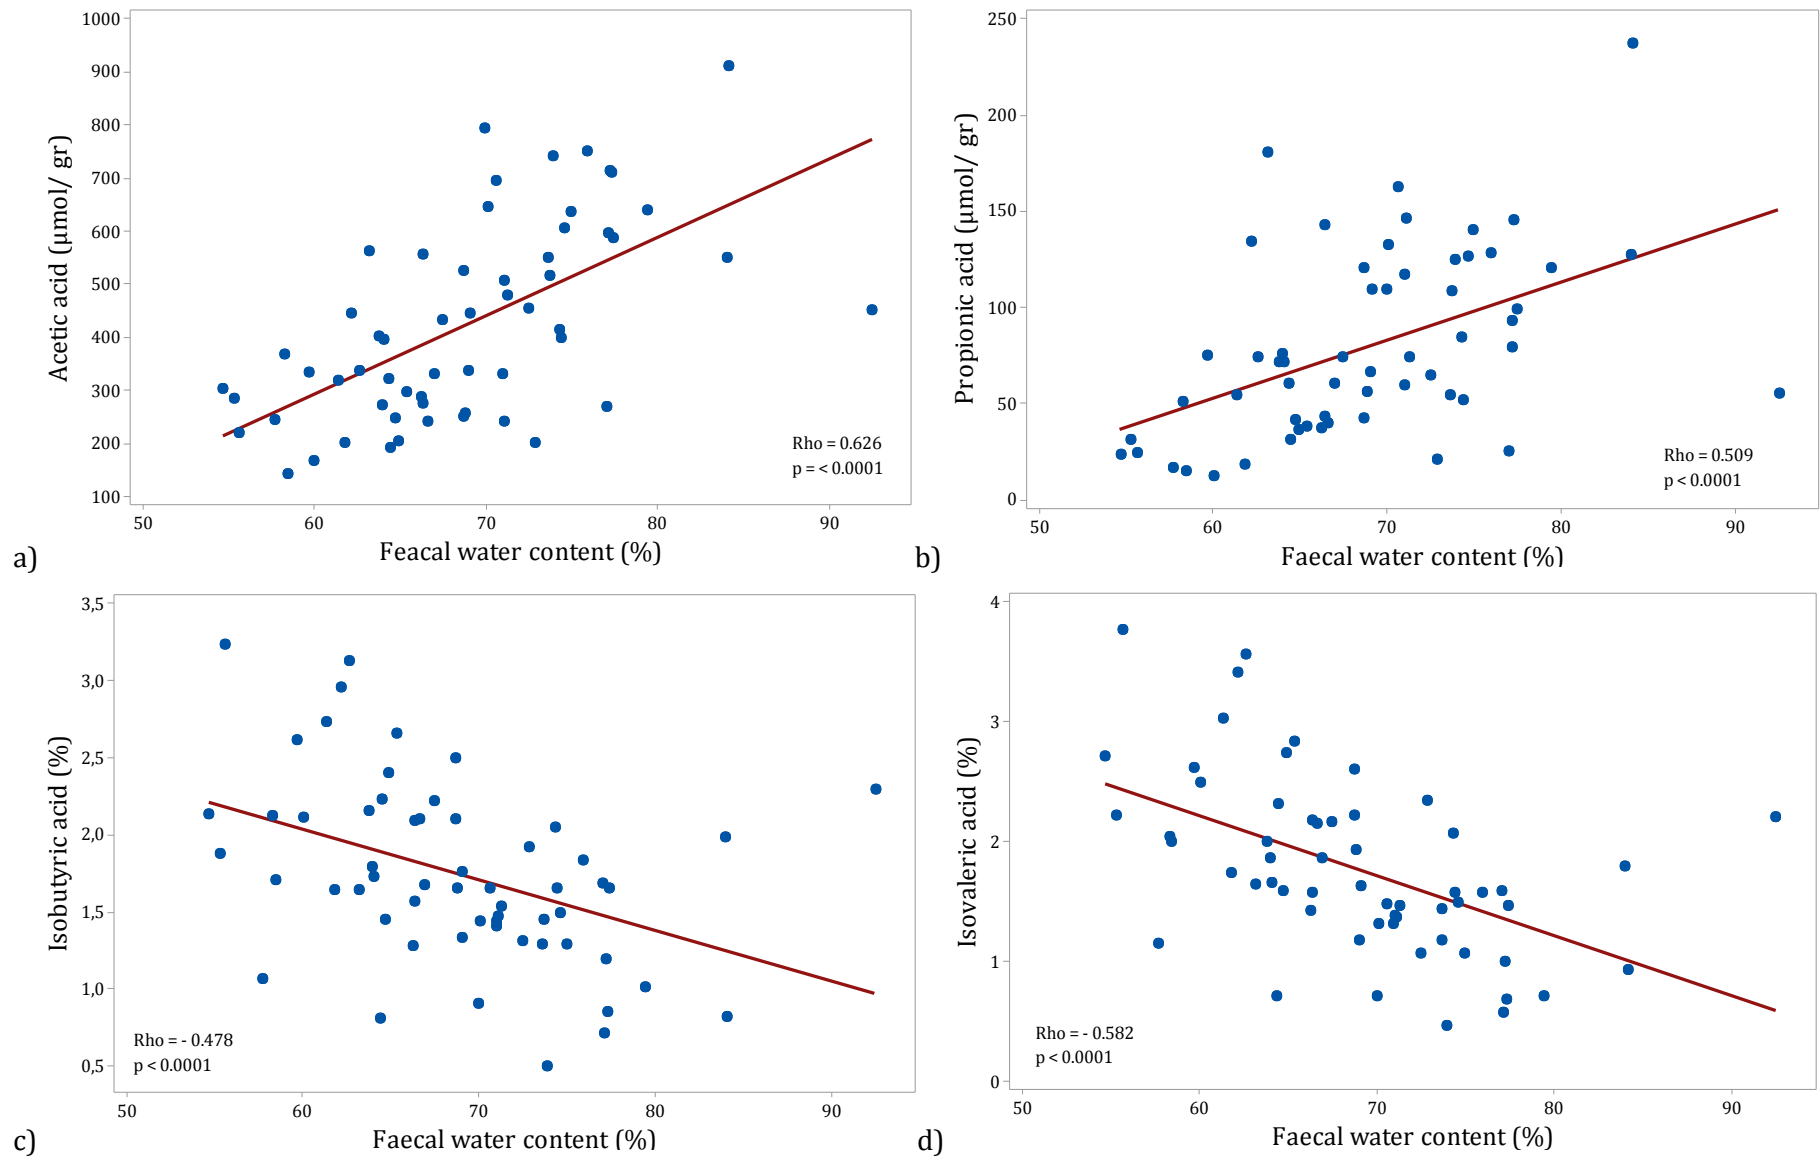 1000
900
800
700
600
500
400
300
200
100
Acetic acid (μmol/ gr)
Rho = 0.626
p = < 0.0001
50 60 70 80 90
Feacal water content (%)
a)
250
200
150
100
50
0
Propionic acid (μmol/ gr)
Rho = 0.509
p < 0.0001
50 60 70 80 90
Faecal water content (%)
b)
3,5
3,0
2,5
2,0
1,5
1,0
0,5
Isobutyric acid (%)
Rho = - 0.478
p < 0.0001
50 60 70 80 90
Faecal water content (%)
c)
4
3
2
1
0
Isovaleric acid (%)
Rho = - 0.582
p < 0.0001
50 60 70 80 90
Faecal water content (%)
d)